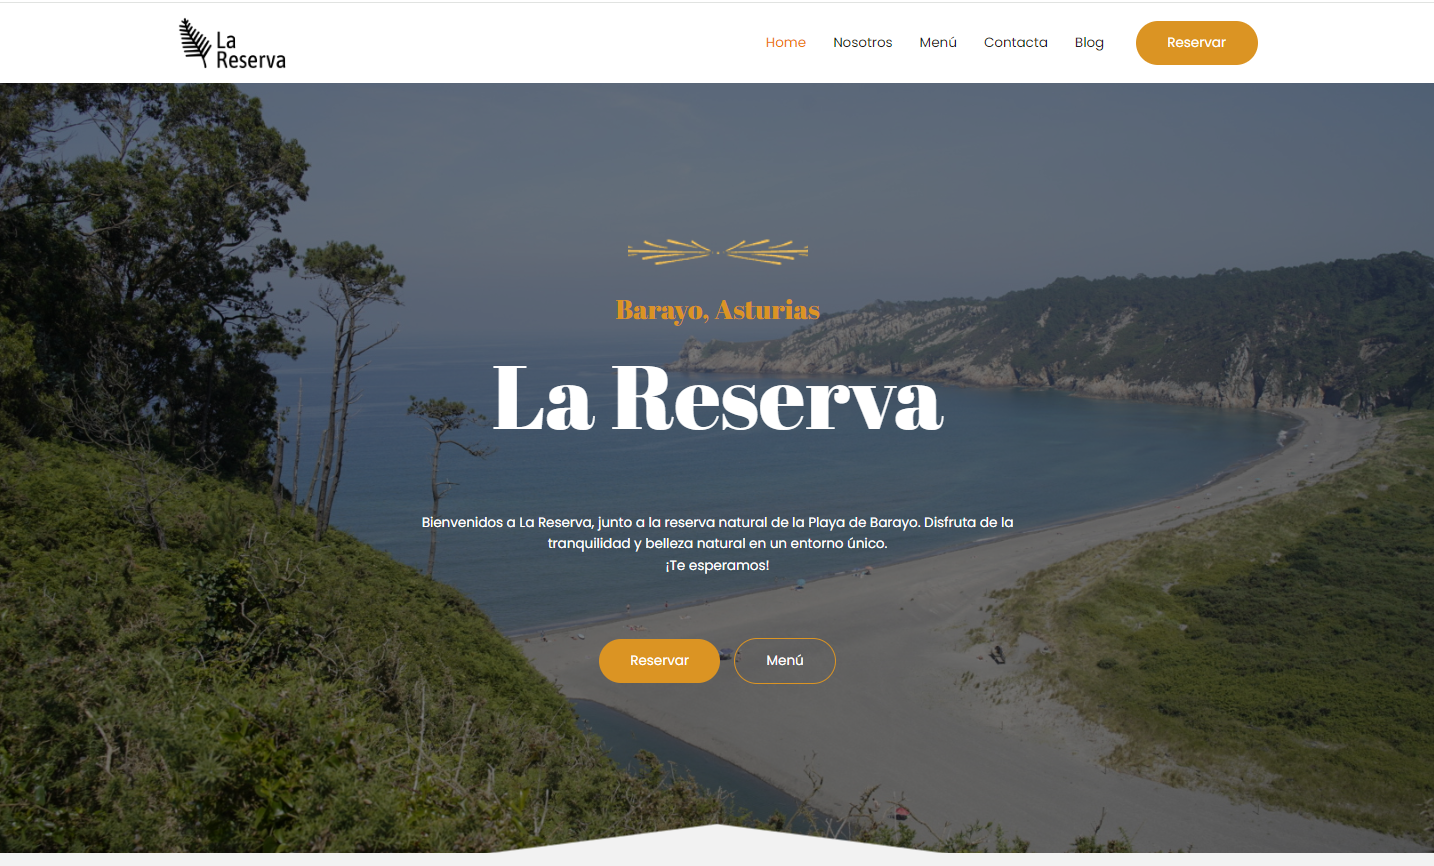 La
Reserva
Home Nosotros Menú Contacta Blog Reservar
Barayo, Asturias
La Reserva
Bienvenidos a La Reserva, junto a la reserva natural de la Playa de Barayo. Disfruta de la
tranquilidad y belleza natural en un entorno único.
¡Te esperamos!
Reservar Menú